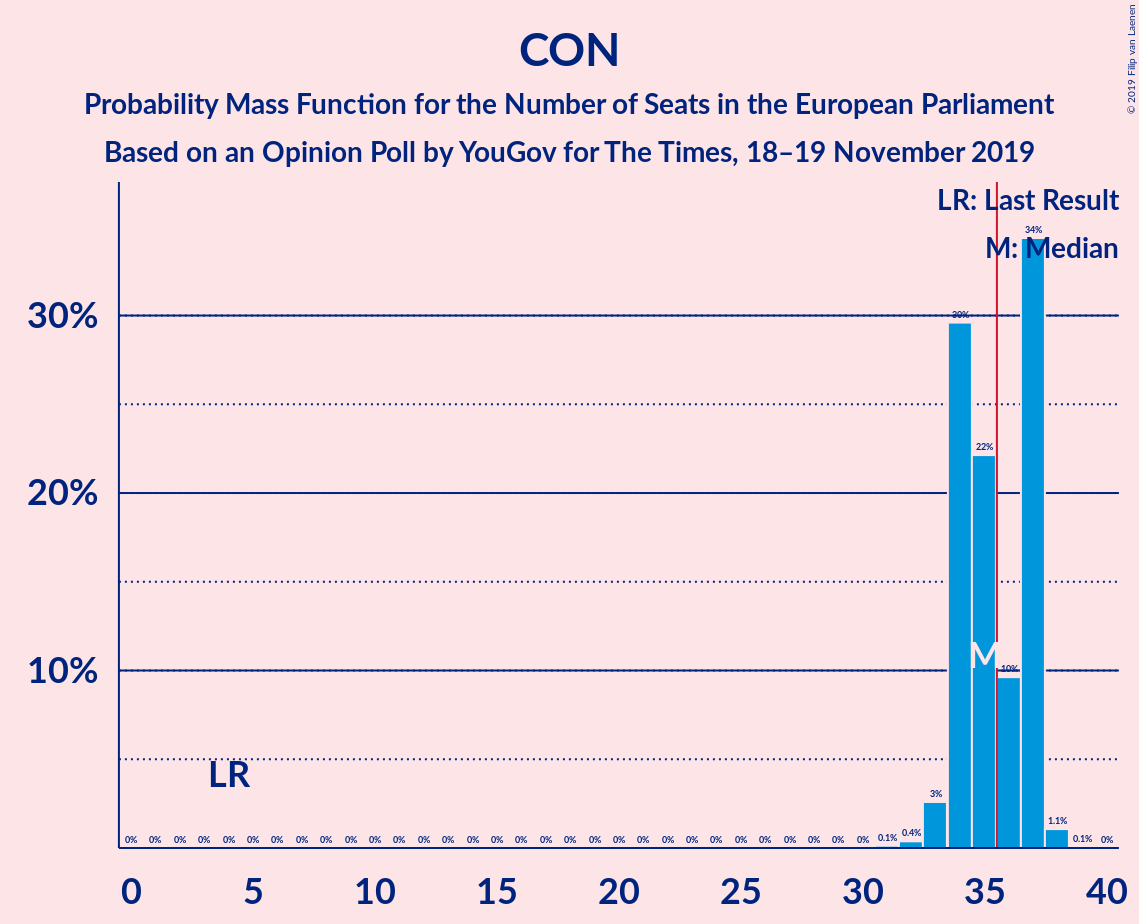 CON
Probability Mass Function for the Number of Seats in the European Parliament
Based on an Opinion Poll by YouGov for The Times, 18–19 November 2019
© 2019 Filip van Laenen
LR: Last Result
M: Median
34%
30%
30%
22%
20%
M
10%
10%
LR
3%
0% 0% 0% 0% 0% 0% 0% 0% 0% 0% 0% 0% 0% 0% 0% 0% 0% 0% 0% 0% 0% 0% 0% 0% 0% 0% 0% 0% 0% 0% 0% 0.1% 0.4% 1.1% 0.1% 0%
0 5 10 15 20 25 30 35 40